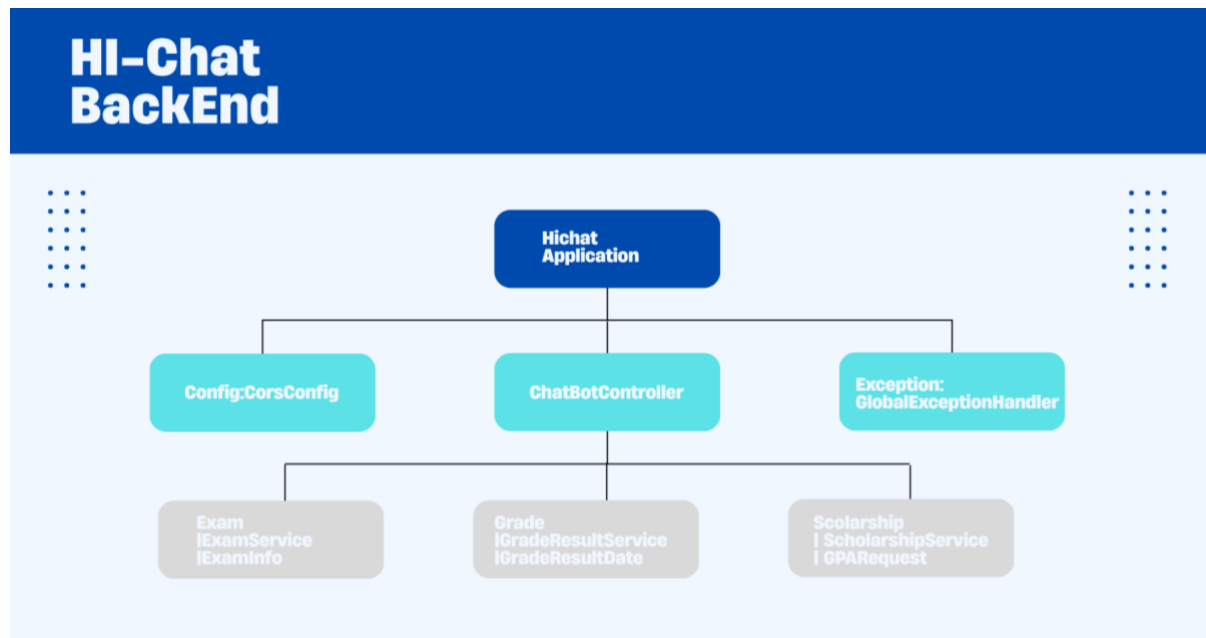 HI-Chat
BackEnd
Hichat
Application
Config:CorsConfig
ChatBotController
Exception:
GlobalExceptionHandler
Exam
|ExamService
|ExamInfo
Grade
|GradeResultService
|GradeResultDate
Scolarship
| ScholarshipService
| GPARequest